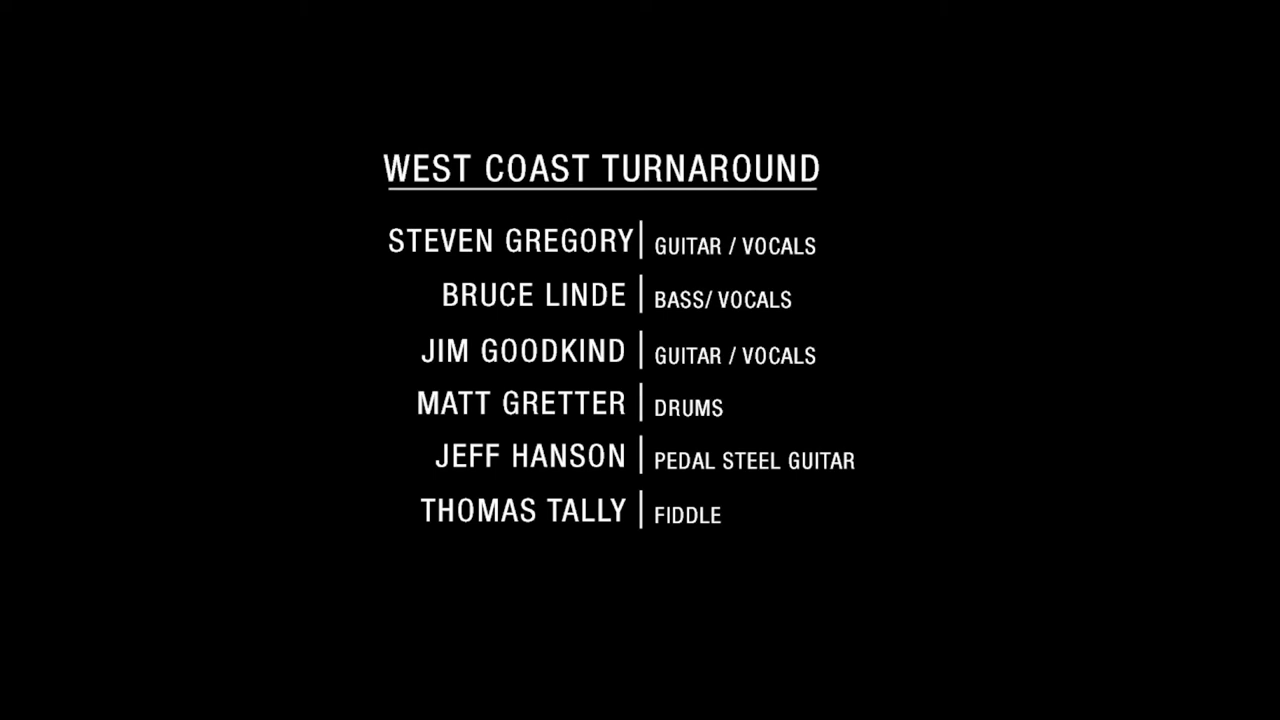 WEST COAST TURNAROUND
STEVEN GREGORY | GUITAR / VOCALS
BRUCE LINDE | BASS/ VOCALS
JIM GOODKIND | GUITAR / VOCALS
MATT GRETTER | DRUMS
JEFF HANSON | PEDAL STEEL GUITAR
THOMAS TALLY | FIDDLE